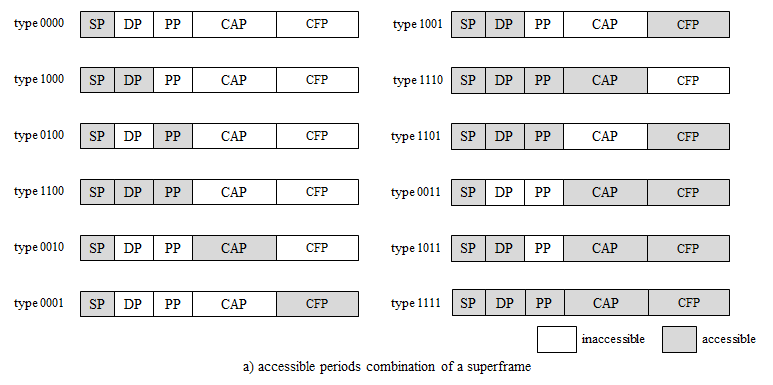 type 0000 SP DP PP CAP CFP
type 1000 SP DP PP CAP CFP
type 0100 SP DP PP CAP CFP
type 1100 SP DP PP CAP CFP
type 0010 SP DP PP CAP CFP
type 0001 SP DP PP CAP CFP
type 1001 SP DP PP CAP CFP
type 1110 SP DP PP CAP CFP
type 1101 SP DP PP CAP CFP
type 0011 SP DP PP CAP CFP
type 1011 SP DP PP CAP CFP
type 1111 SP DP PP CAP CFP
inaccessible accessible
a) accessible periods combination of a superframe